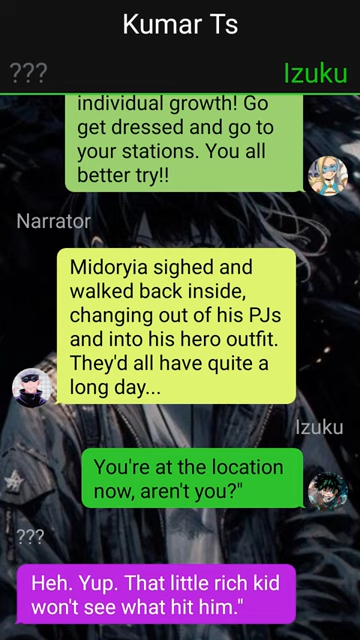 Kumar Ts
??? Izuku
individual growth! Go
get dressed and go to
your stations. You all
better try!!
Narrator
Midoryia sighed and
walked back inside,
changing out of his PJs
and into his hero outfit.
They'd all have quite a
long day...
Izuku
You're at the location
now, aren't you?"
???
Heh. Yup. That little rich kid
won't see what hit him."